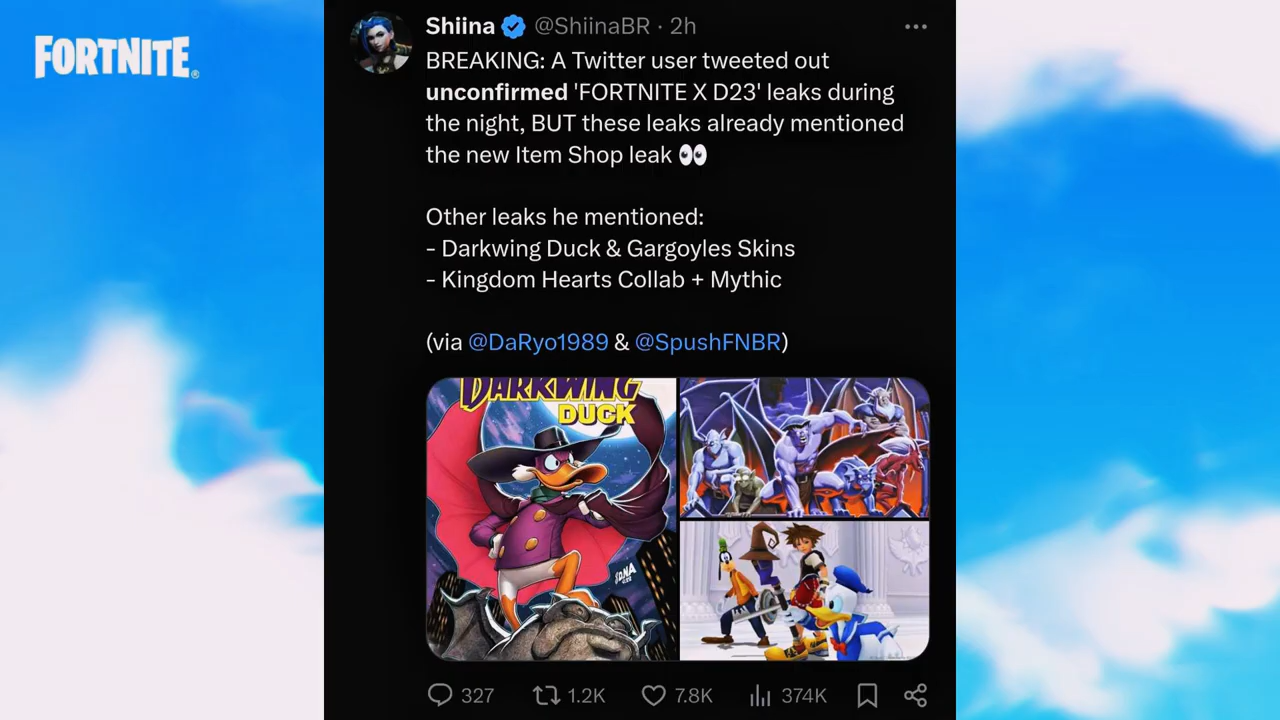 FORTNITE®
Shiina @ShiinaBR · 2h
BREAKING: A Twitter user tweeted out
unconfirmed 'FORTNITE X D23' leaks during
the night, BUT these leaks already mentioned
the new Item Shop leak 👀
Other leaks he mentioned:
- Darkwing Duck & Gargoyles Skins
- Kingdom Hearts Collab + Mythic
(via @DaRyo1989 & @SpushFNBR)
DARKWING
DUCK
327 1.2K 7.8K 374K